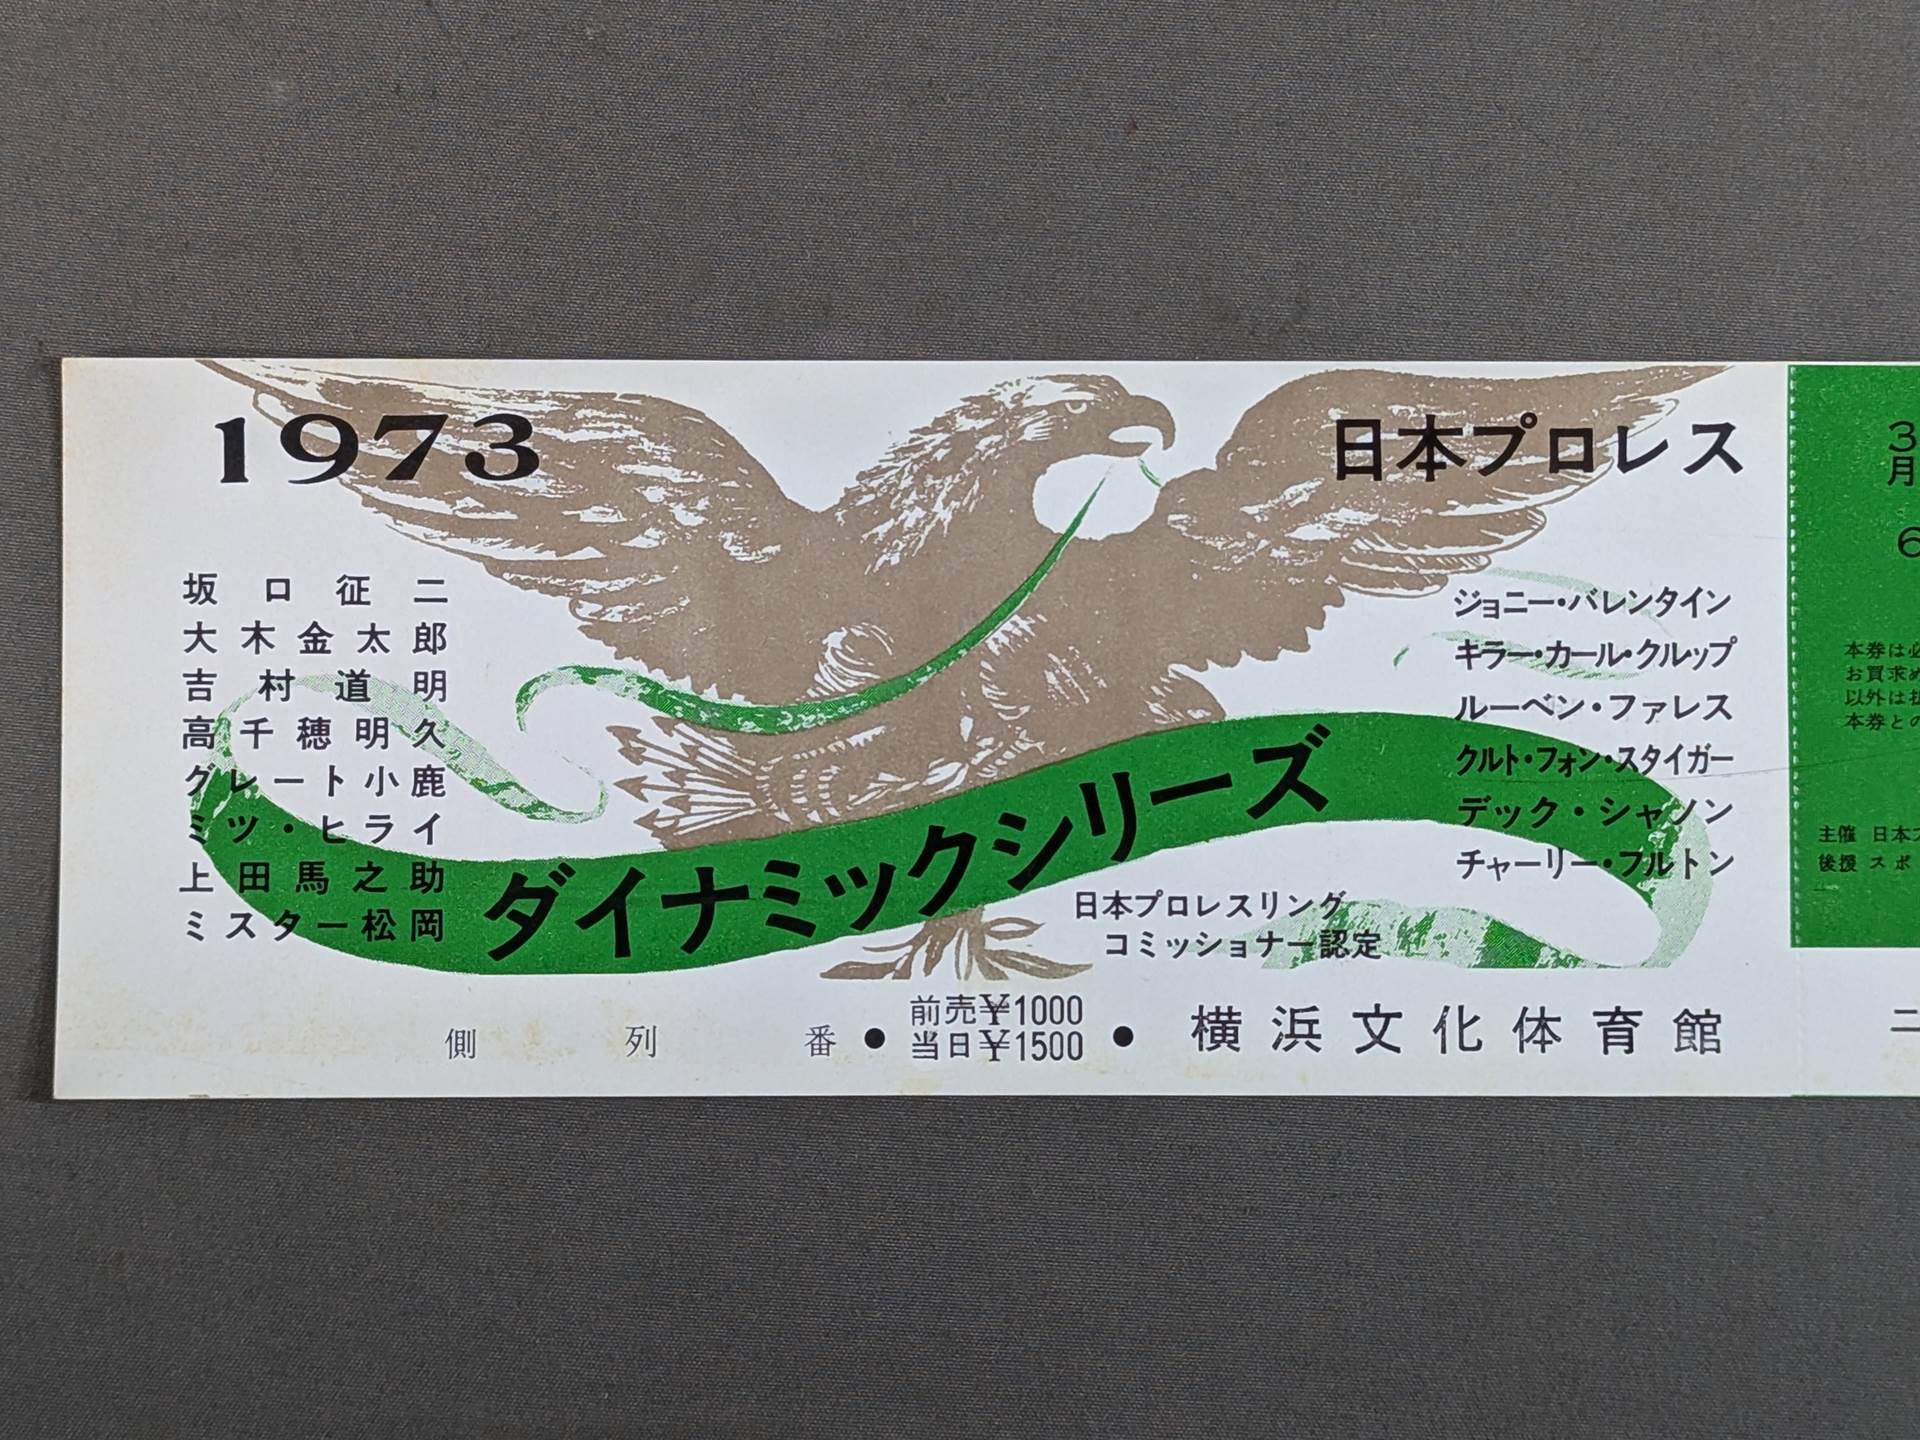 1973
日本プロレス
坂口征二
大木金太郎
吉村道明
高千穂明久
グレート小鹿
ミツ・ヒライ
上田馬之助
ミスター松岡
ダイナミックシリーズ
ジョニー・バレンタイン
キラー・カール・クルップ
ルーベン・ファレス
クルト・フォン・スタイガー
デック・シャノン
チャーリー・フルトン
日本プロレスリング
コミッショナー認定
側 列 番 ● 前売¥1000
当日¥1500 ● 横浜文化体育館
3月
6
本券は必
お買求め
以外は
本券との
主催 日本
後援 スポ
二